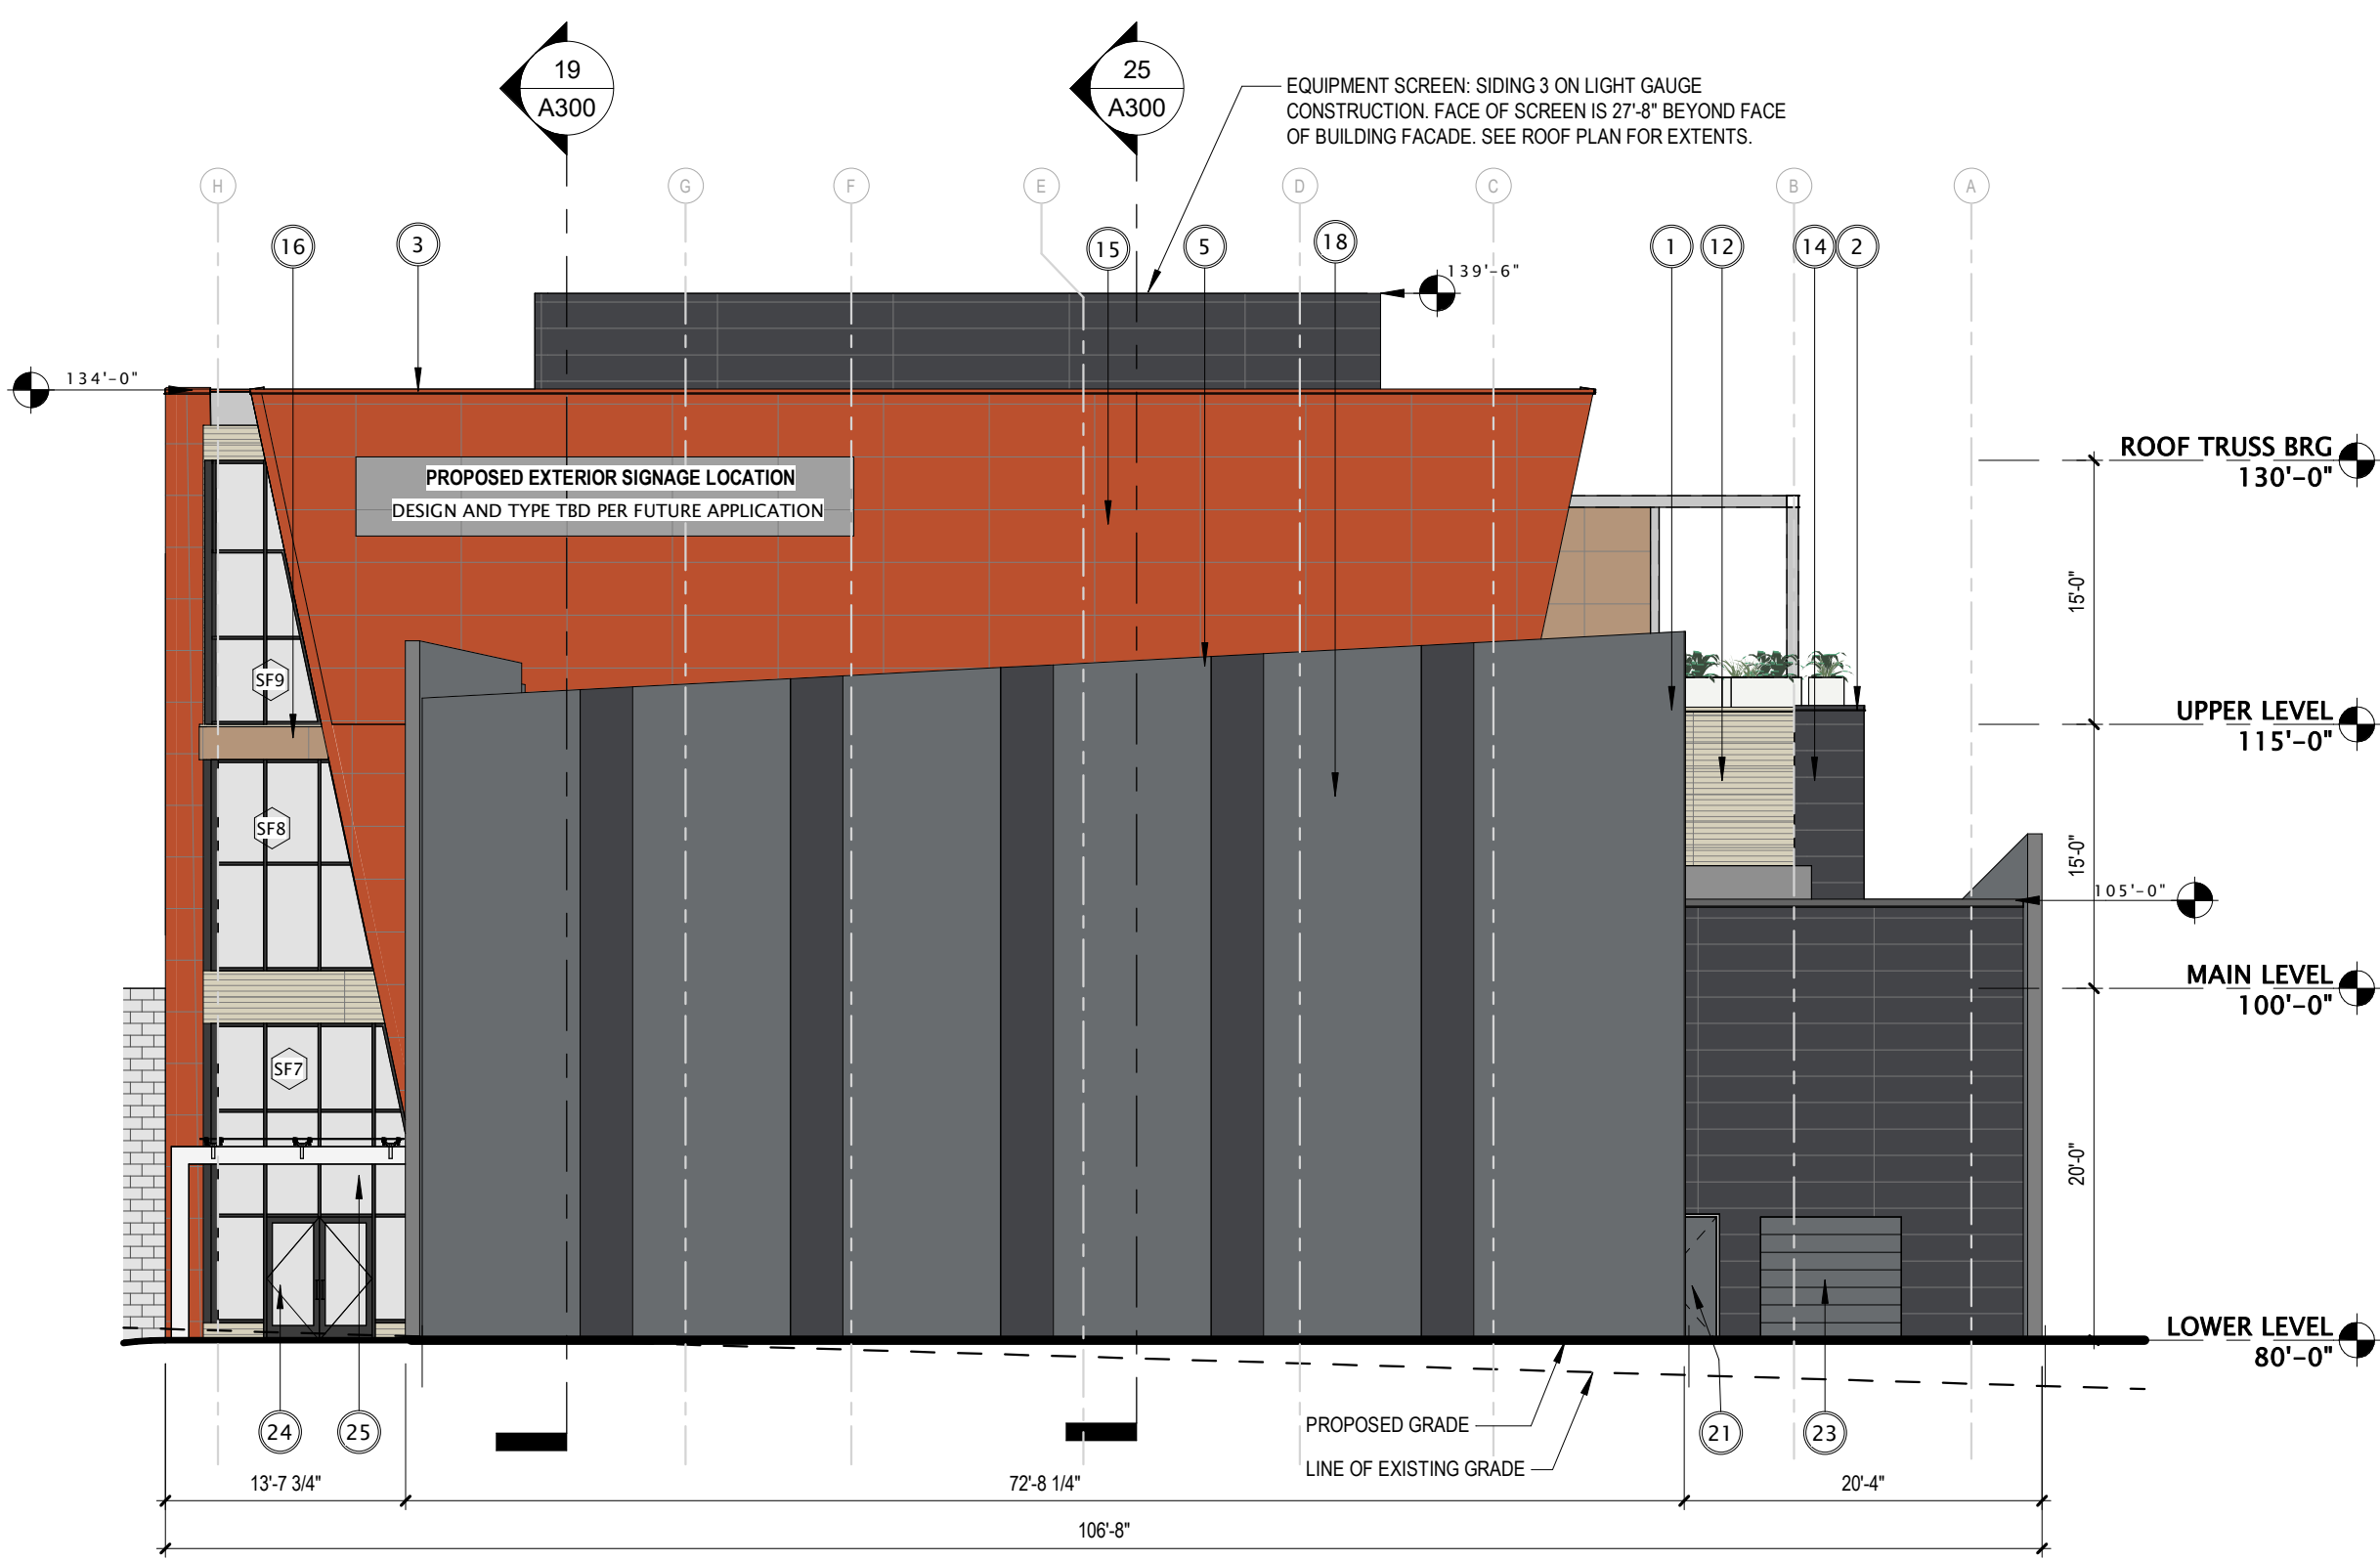 19
A300
25
A300
EQUIPMENT SCREEN: SIDING 3 ON LIGHT GAUGE
CONSTRUCTION. FACE OF SCREEN IS 27'-8" BEYOND FACE
OF BUILDING FACADE. SEE ROOF PLAN FOR EXTENTS.
H
G
F
E
D
C
B
A
16
3
15
5
18
1
12
14
2
139'-6"
134'-0"
PROPOSED EXTERIOR SIGNAGE LOCATION
DESIGN AND TYPE TBD PER FUTURE APPLICATION
ROOF TRUSS BRG
130'-0"
15'-0"
SF9
UPPER LEVEL
115'-0"
SF8
15'-0"
105'-0"
MAIN LEVEL
100'-0"
SF7
20'-0"
LOWER LEVEL
80'-0"
24
25
PROPOSED GRADE
21
23
LINE OF EXISTING GRADE
13'-7 3/4"
72'-8 1/4"
20'-4"
106'-8"